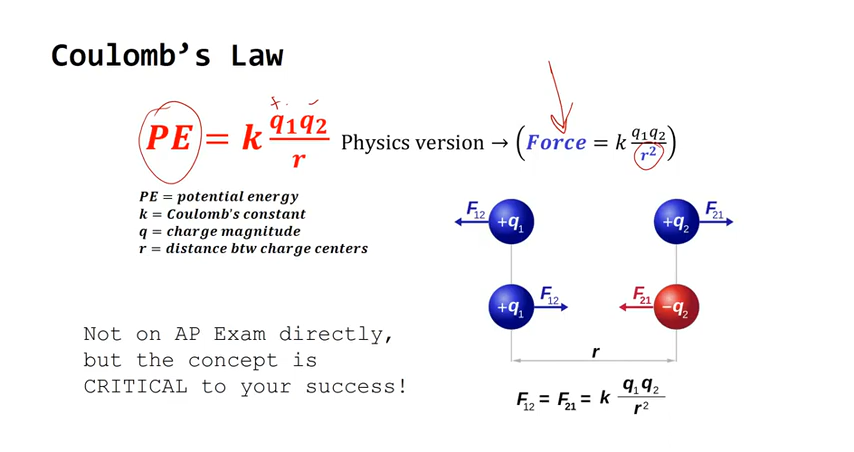 Coulomb's Law
+ -
PE = k q₁q₂ / r Physics version → (Force = k q₁q₂ / r²)
PE = potential energy
k = Coulomb's constant
q = charge magnitude
r = distance btw charge centers
F₁₂ +q₁ +q₂ F₂₁
+q₁ F₁₂ F₂₁ −q₂
r
Not on AP Exam directly,
but the concept is
CRITICAL to your success!
F₁₂ = F₂₁ = k q₁q₂ / r²